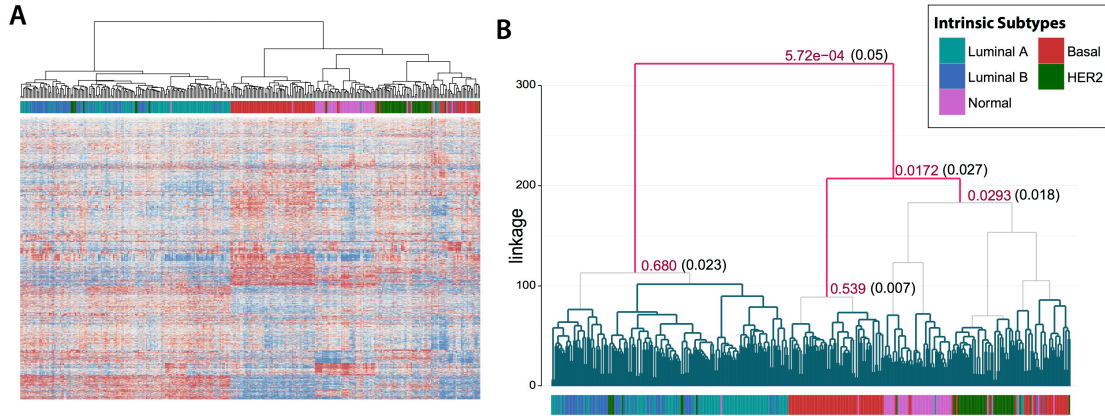 A
B
Intrinsic Subtypes
Luminal A
Basal
Luminal B
HER2
Normal
5.72e−04 (0.05)
300
0.0172 (0.027)
200
0.0293 (0.018)
linkage
0.680 (0.023)
0.539 (0.007)
100
0